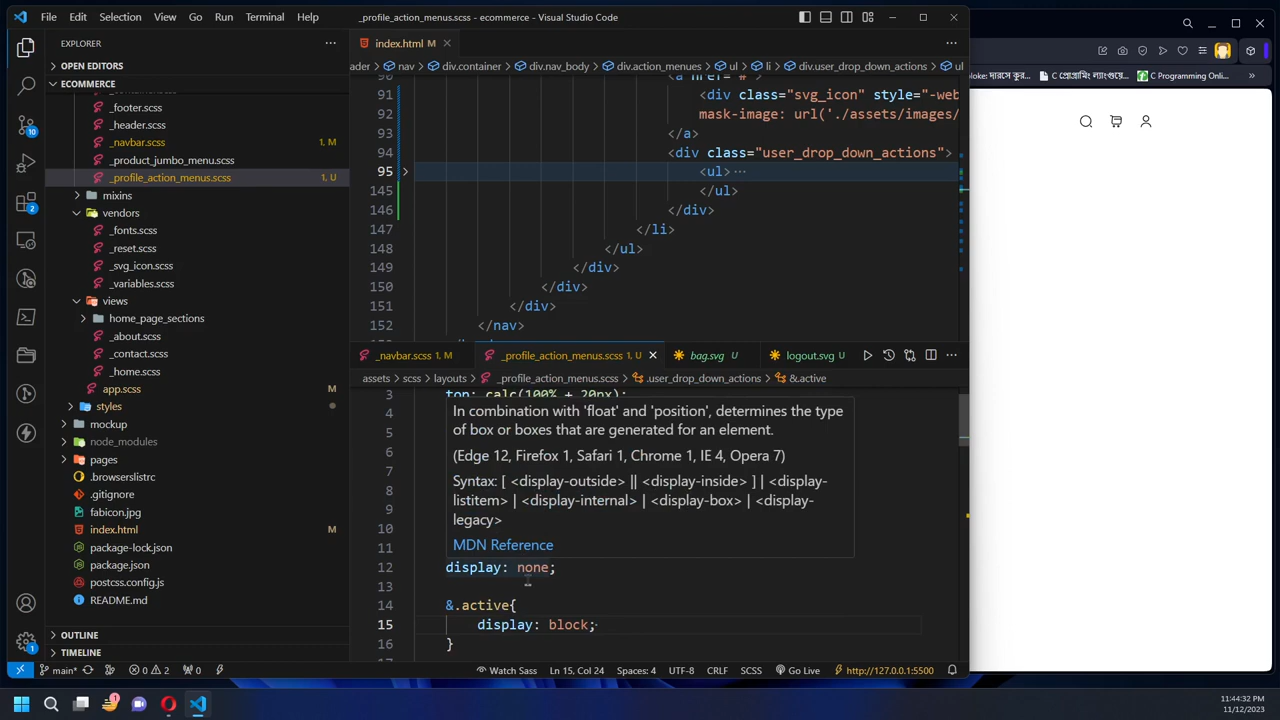 File Edit Selection View Go Run Terminal Help
_profile_action_menus.scss - ecommerce - Visual Studio Code
EXPLORER
OPEN EDITORS
ECOMMERCE
_footer.scss
_header.scss
_navbar.scss 1, M
_product_jumbo_menu.scss
_profile_action_menus.scss 1, U
mixins
vendors
_fonts.scss
_reset.scss
_svg_icon.scss
_variables.scss
views
home_page_sections
_about.scss
_contact.scss
_home.scss
app.scss
styles
mockup
node_modules
pages
.browserslistrc
.gitignore
fabicon.jpg
index.html M
package-lock.json
package.json
postcss.config.js
README.md
OUTLINE
TIMELINE
10
2
1
index.html M
ader > nav > div.container > div.nav_body > div.action_menues > ul > li > div.user_drop_down_actions > ul
90 <a href="#">
91 <div class="svg_icon" style="-web
92 mask-image: url('./assets/images/
93 </a>
94 <div class="user_drop_down_actions">
95 <ul> ...
145 </ul>
146 </div>
147 </li>
148 </ul>
149 </div>
150 </div>
151 </div>
152 </nav>
_navbar.scss 1, M _profile_action_menus.scss 1, U bag.svg U logout.svg U
assets > scss > layouts > _profile_action_menus.scss > .user_drop_down_actions > &.active
3 top: calc(100% + 20px);
4
5
6
7
8
9
10
11
In combination with 'float' and 'position', determines the type
of box or boxes that are generated for an element.
(Edge 12, Firefox 1, Safari 1, Chrome 1, IE 4, Opera 7)
Syntax: [ <display-outside> || <display-inside> ] | <display-
listitem> | <display-internal> | <display-box> | <display-
legacy>
MDN Reference
12 display: none;
13
14 &.active{
15 display: block;
16 }
main* 0 2 0 Watch Sass Ln 15, Col 24 Spaces: 4 UTF-8 CRLF SCSS Go Live http://127.0.0.1:5500
C প্রোগ্রামিং ল্যাংগুয়ে...
C Programming Onli...
1
11:44:32 PM
11/12/2023